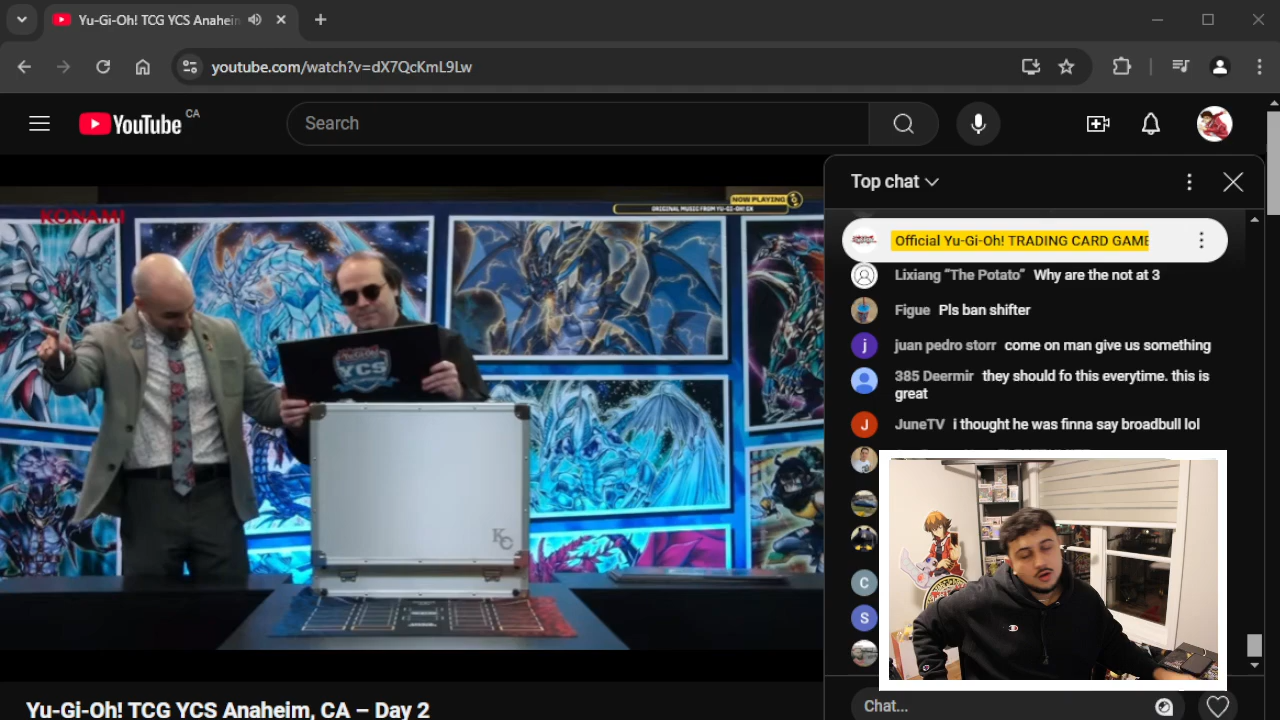 Yu-Gi-Oh! TCG YCS Anaheim
youtube.com/watch?v=dX7QcKmL9Lw
YouTube CA
Search
KONAMI
NOW PLAYING
ORIGINAL MUSIC FROM YU-GI-OH! GX
YCS
KC
Yu-Gi-Oh! TCG YCS Anaheim, CA – Day 2
Top chat
Official Yu-Gi-Oh! TRADING CARD GAME
Lixiang “The Potato” Why are the not at 3
Figue Pls ban shifter
j
juan pedro storr come on man give us something
385 Deermir they should fo this everytime. this is
great
J
JuneTV i thought he was finna say broadbull lol
C
S
Chat...